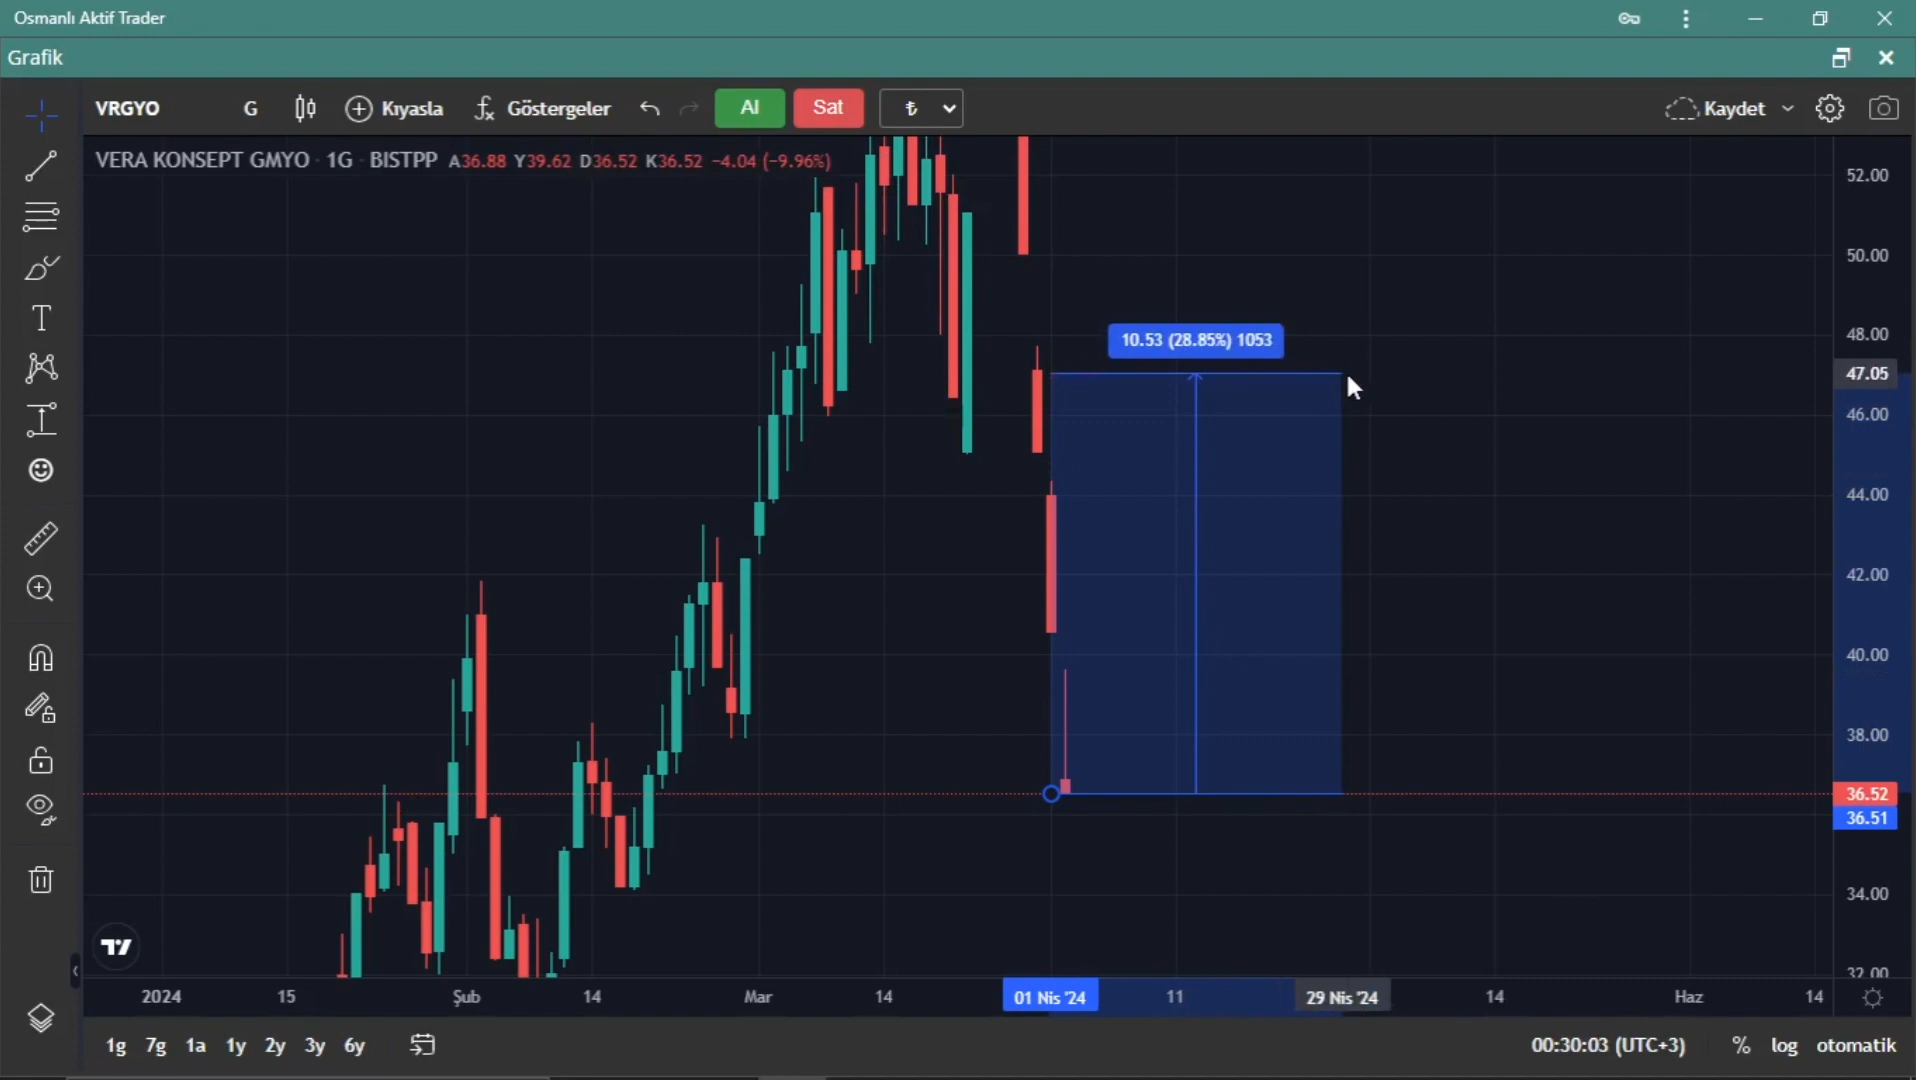 Osmanlı Aktif Trader
Grafik
VRGYO G Kıyasla Göstergeler Al Sat ₺ Kaydet
VERA KONSEPT GMYO · 1G · BISTPP A36.88 Y39.62 D36.52 K36.52 −4.04 (−9.96%)
52.00
50.00
48.00
10.53 (28.85%) 1053
47.05
46.00
44.00
42.00
40.00
38.00
36.52
36.51
34.00
32.00
2024 15 Şub 14 Mar 14 01 Nis '24 11 29 Nis '24 14 Haz 14
1g 7g 1a 1y 2y 3y 6y 00:30:03 (UTC+3) % log otomatik